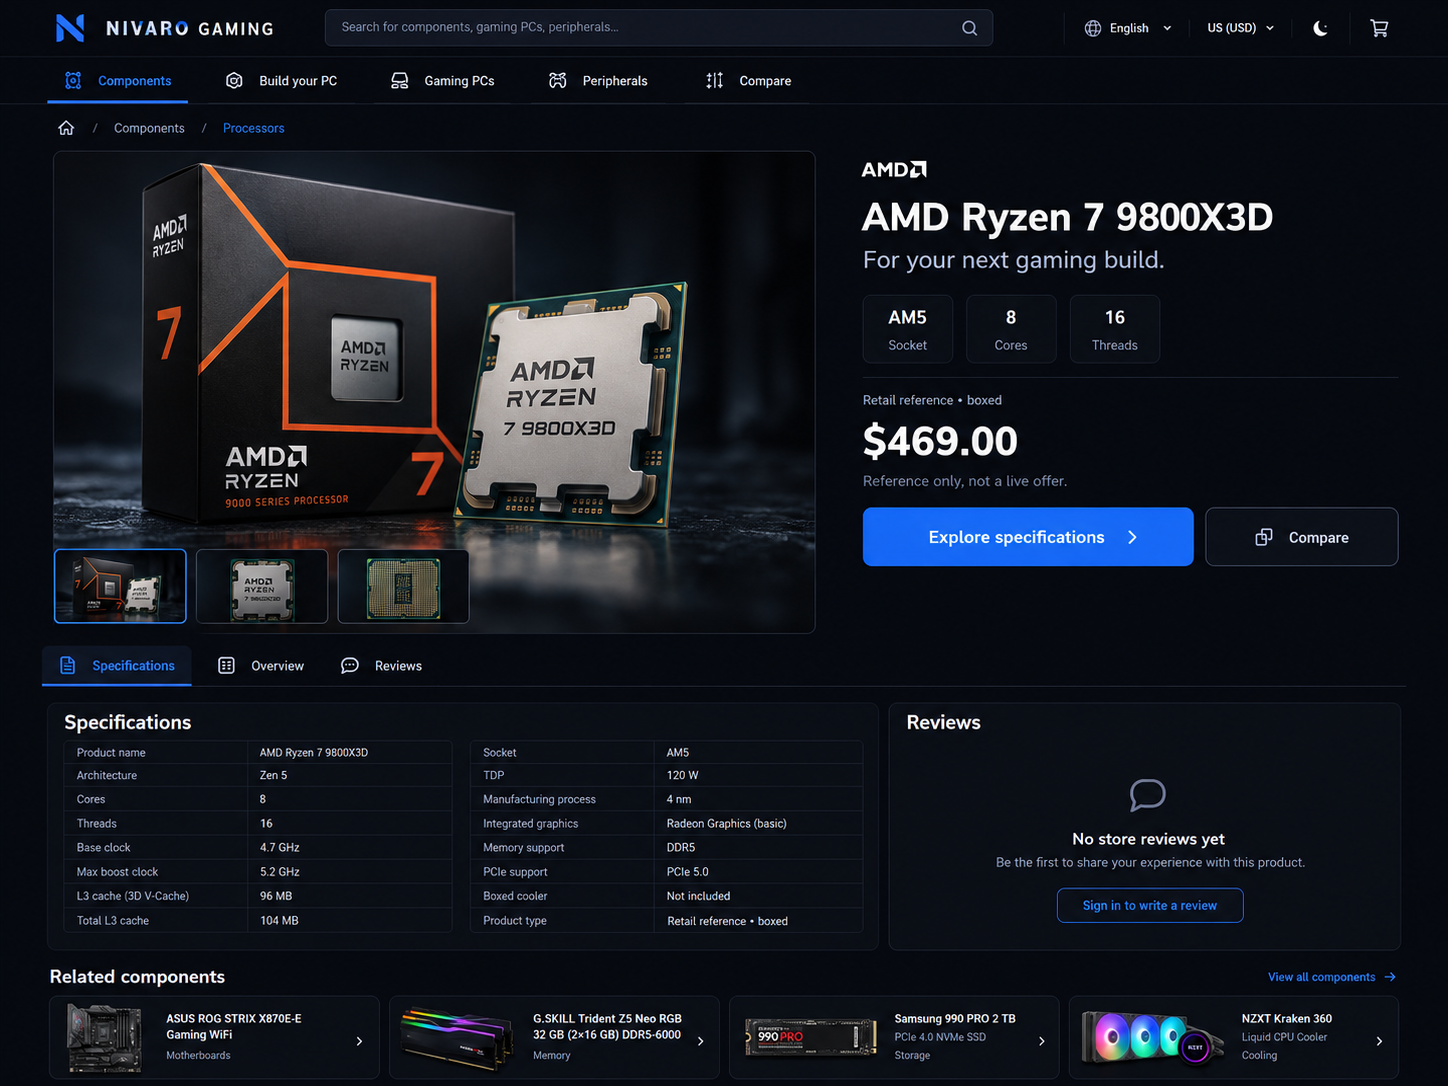 NIVARO GAMING
Search for components, gaming PCs, peripherals...
English
US (USD)
Components
Build your PC
Gaming PCs
Peripherals
Compare
/ Components / Processors
AMD
RYZEN
7
AMD
RYZEN
AMD
RYZEN
9000 SERIES PROCESSOR
7
AMD
RYZEN
7 9800X3D
AMD
RYZEN
AMD
AMD Ryzen 7 9800X3D
For your next gaming build.
AM5
Socket
8
Cores
16
Threads
Retail reference • boxed
$469.00
Reference only, not a live offer.
Explore specifications
Compare
Specifications
Overview
Reviews
Specifications
Product name AMD Ryzen 7 9800X3D
Architecture Zen 5
Cores 8
Threads 16
Base clock 4.7 GHz
Max boost clock 5.2 GHz
L3 cache (3D V-Cache) 96 MB
Total L3 cache 104 MB
Socket AM5
TDP 120 W
Manufacturing process 4 nm
Integrated graphics Radeon Graphics (basic)
Memory support DDR5
PCIe support PCIe 5.0
Boxed cooler Not included
Product type Retail reference • boxed
Reviews
No store reviews yet
Be the first to share your experience with this product.
Sign in to write a review
Related components
View all components
ASUS ROG STRIX X870E-E
Gaming WiFi
Motherboards
G.SKILL Trident Z5 Neo RGB
32 GB (2×16 GB) DDR5-6000
Memory
990 PRO
Samsung 990 PRO 2 TB
PCIe 4.0 NVMe SSD
Storage
NZXT
NZXT Kraken 360
Liquid CPU Cooler
Cooling